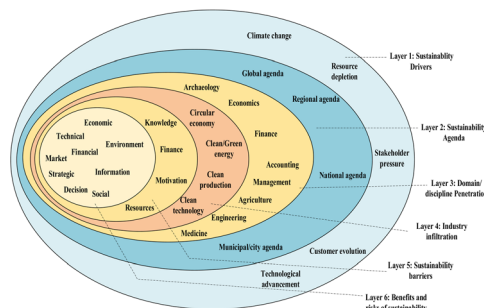 Climate change
Layer 1: Sustainability
Drivers
Resource
depletion
Global agenda
Archaeology
Regional agenda
Economics
Circular
economy
Economic
Knowledge
Layer 2: Sustainability
Agenda
Technical
Finance
Environment
Clean/Green
energy
Financial
Finance
Market
Stakeholder
pressure
Accounting
Information
Strategic
National agenda
Motivation
Clean
production
Management
Layer 3: Domain/
discipline Penetration
Decision
Social
Agriculture
Resources
Clean
technology
Engineering
Layer 4: Industry
infiltration
Medicine
Municipal/city agenda
Customer evolution
Layer 5: Sustainability
barriers
Technological
advancement
Layer 6: Benefits and
risks of sustainability